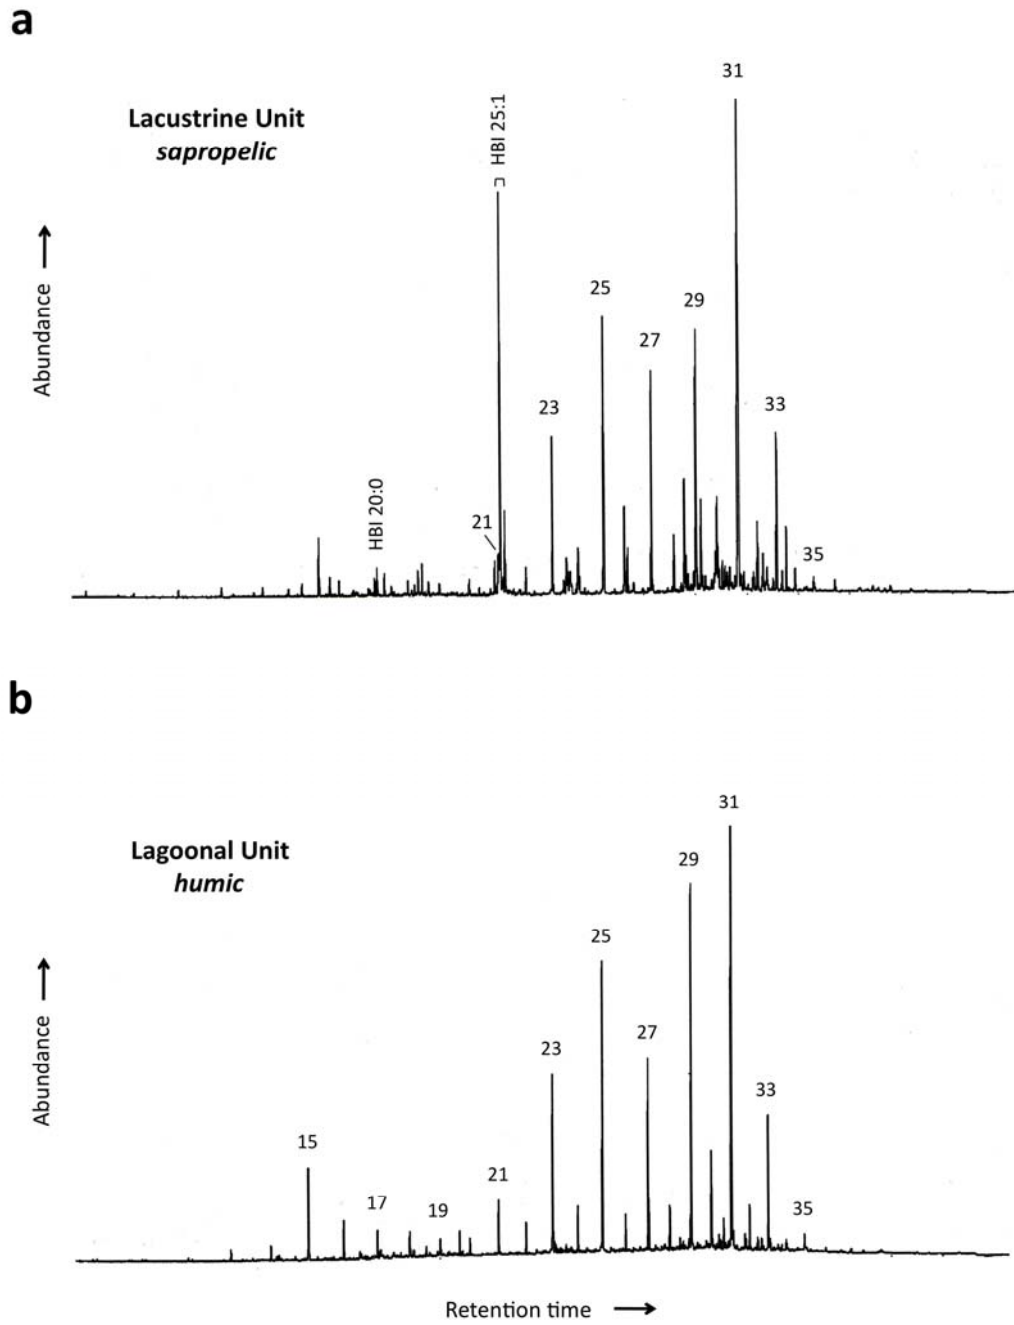 a
Lacustrine Unit
sapropelic
Abundance
HBI 20:0
21
HBI 25:1
23
25
27
29
31
33
35
b
Lagoonal Unit
humic
Abundance
15
17
19
21
23
25
27
29
31
33
35
Retention time